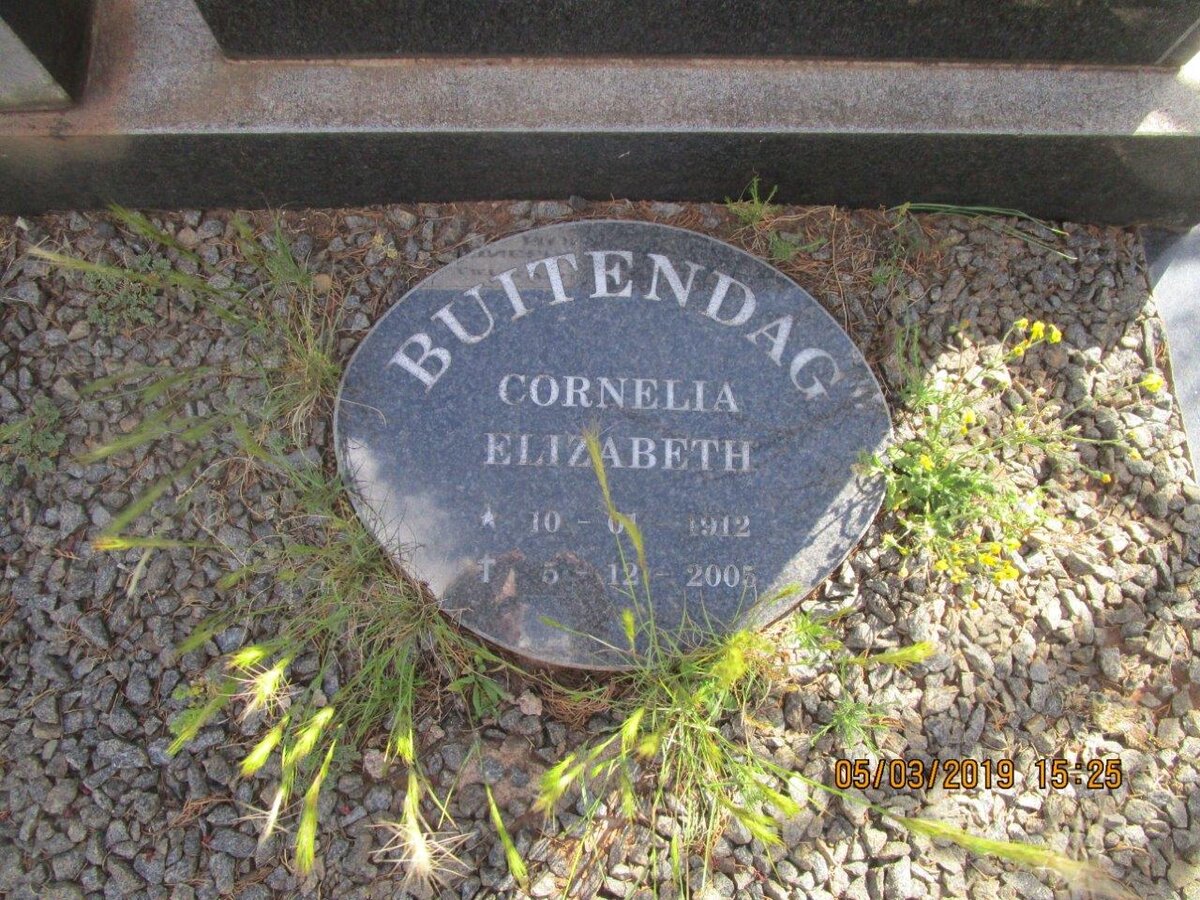 BUITENDAG
CORNELIA
ELIZABETH
★ 10 - 01 - 1912
† 5 - 12 - 2005
05/03/2019 15:25